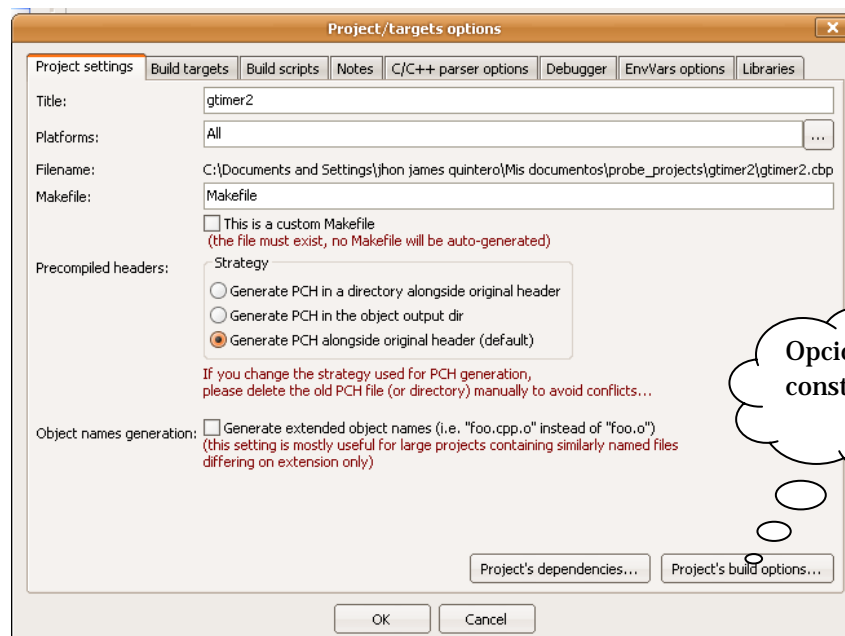 Project/targets options
Project settings Build targets Build scripts Notes C/C++ parser options Debugger EnvVars options Libraries
Title: gtimer2
Platforms: All ...
Filename: C:\Documents and Settings\jhon james quintero\Mis documentos\probe_projects\gtimer2\gtimer2.cbp
Makefile: Makefile
This is a custom Makefile
(the file must exist, no Makefile will be auto-generated)
Precompiled headers: Strategy
Generate PCH in a directory alongside original header
Generate PCH in the object output dir
Generate PCH alongside original header (default)
If you change the strategy used for PCH generation,
please delete the old PCH file (or directory) manually to avoid conflicts...
Object names generation: Generate extended object names (i.e. "foo.cpp.o" instead of "foo.o")
(this setting is mostly useful for large projects containing similarly named files
differing on extension only)
Opcio
const
Project's dependencies... Project's build options...
OK Cancel